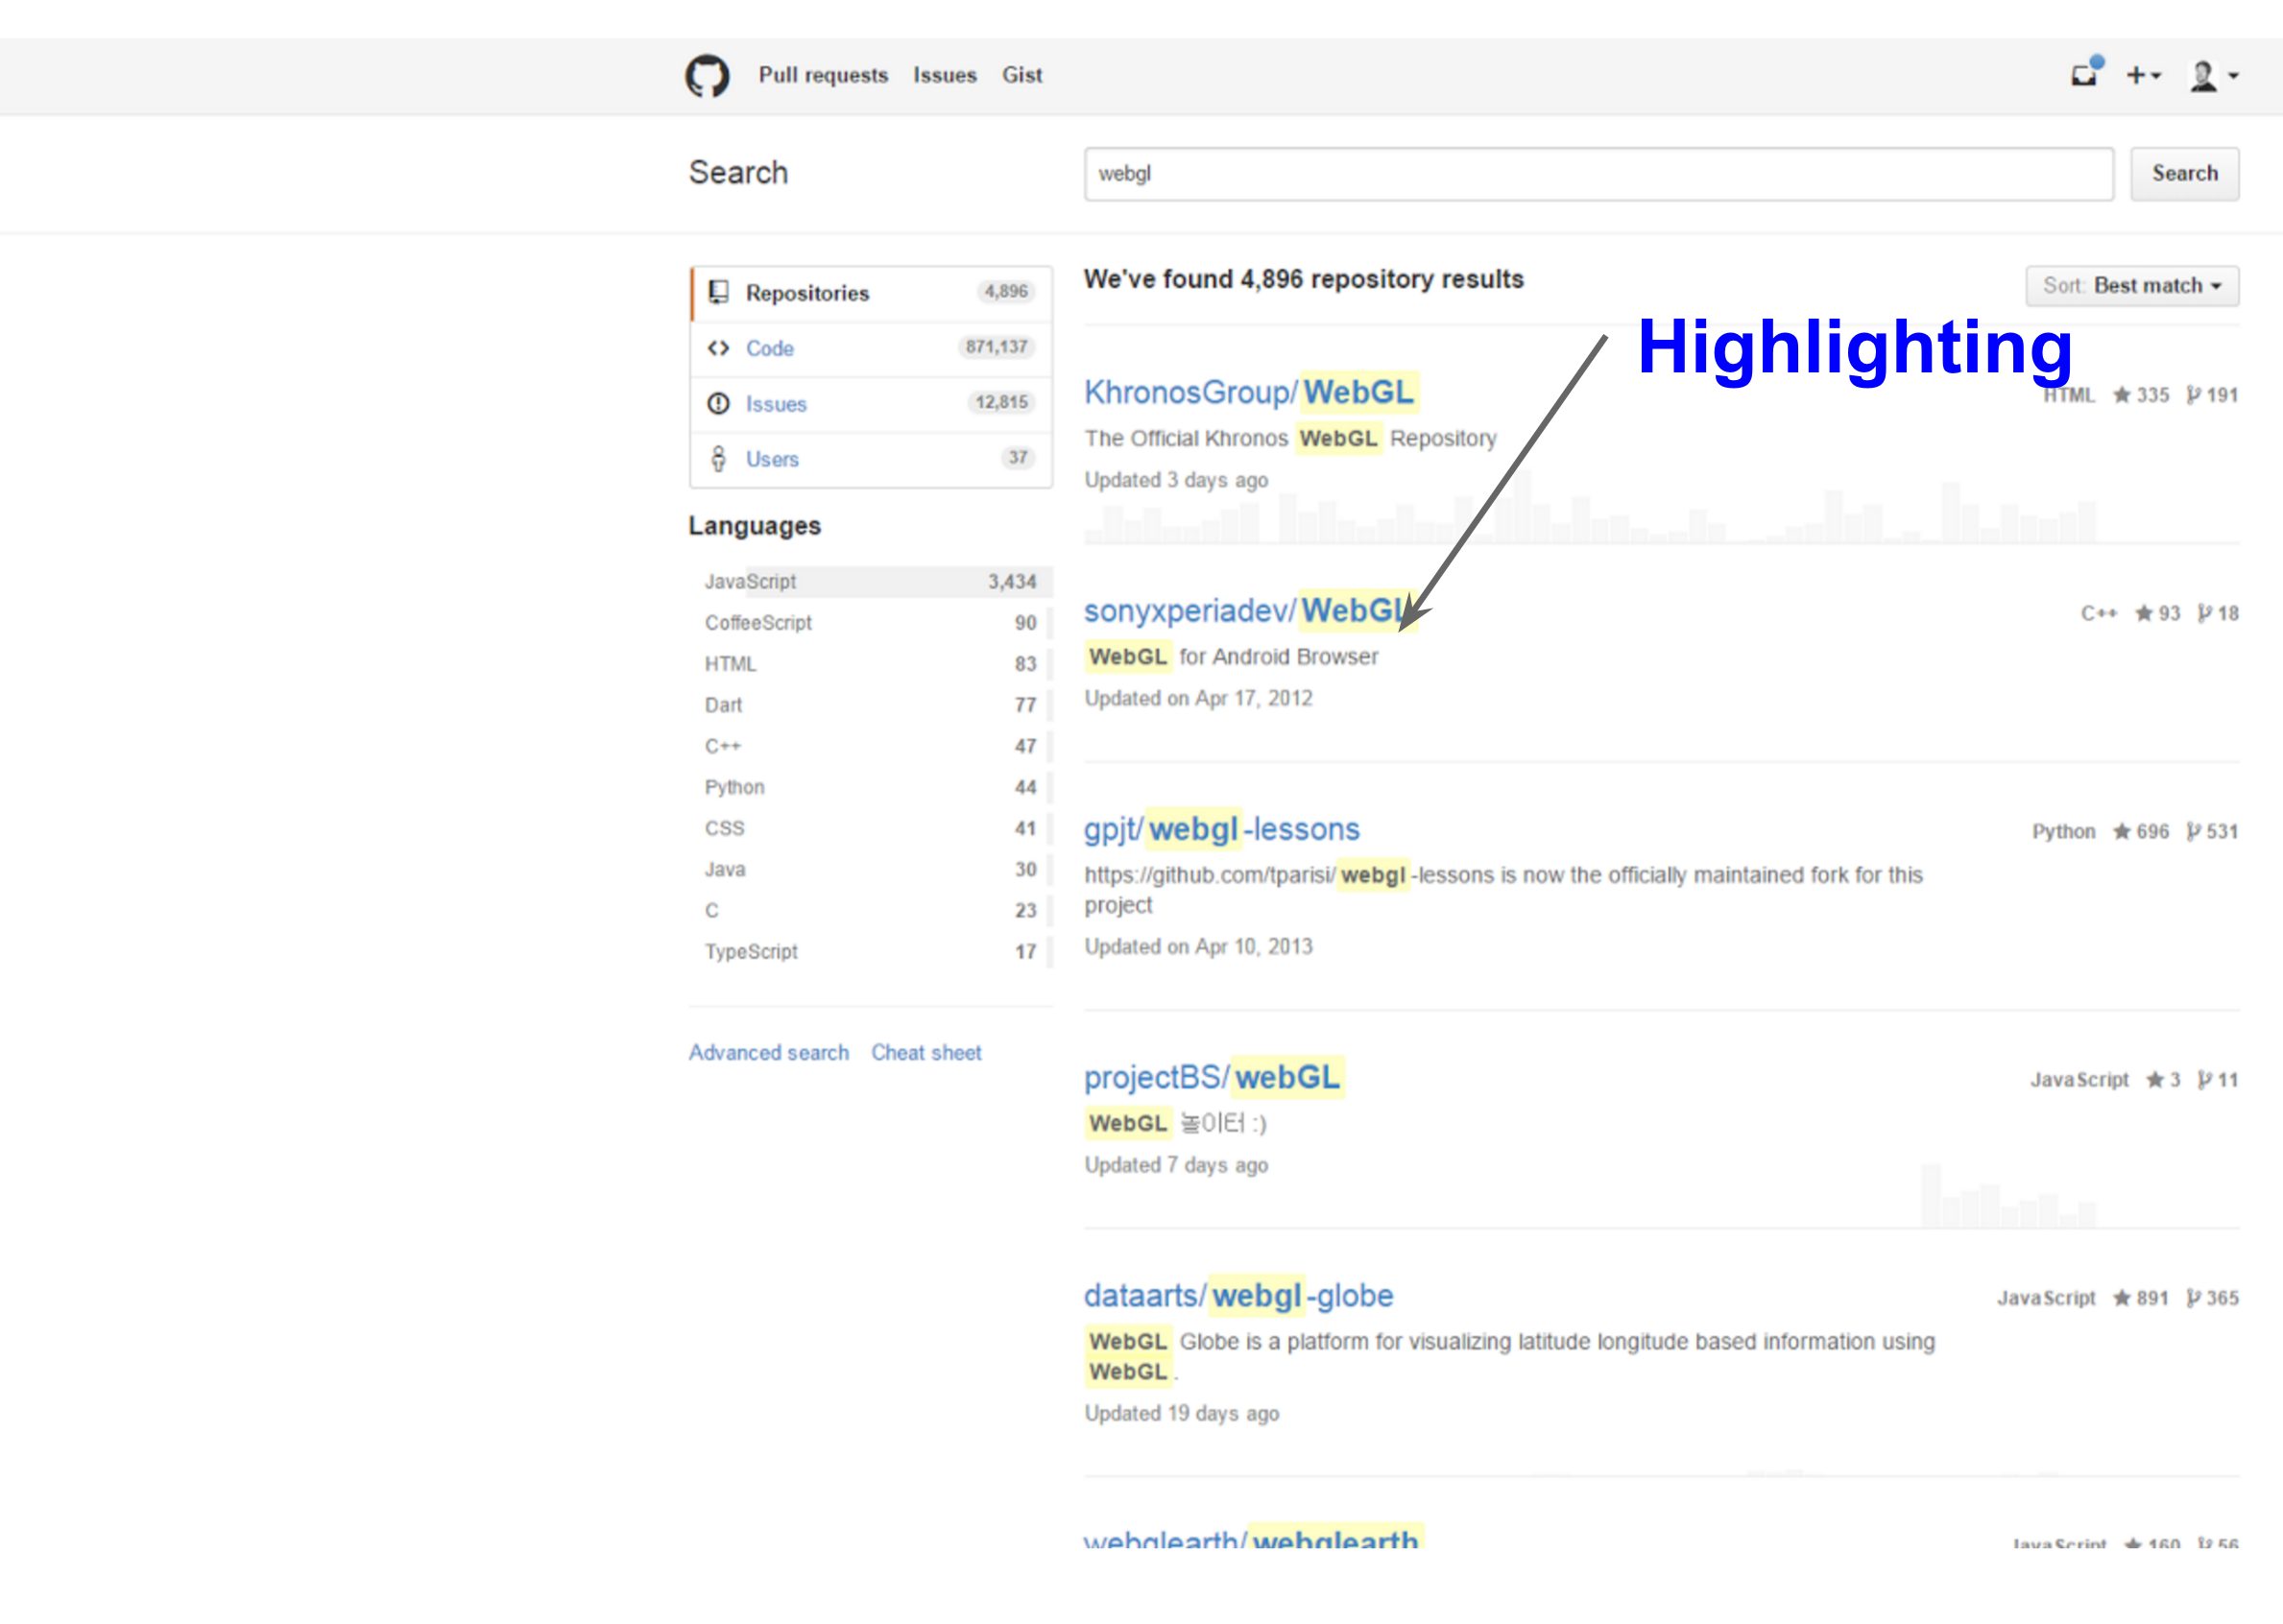 Pull requests Issues Gist
Search webgl Search
Repositories 4,896
Code 871,137
Issues 12,815
Users 37
Languages
JavaScript 3,434
CoffeeScript 90
HTML 83
Dart 77
C++ 47
Python 44
CSS 41
Java 30
C 23
TypeScript 17
Advanced search Cheat sheet
We've found 4,896 repository results
Sort: Best match
Highlighting
KhronosGroup/WebGL
HTML 335 191
The Official Khronos WebGL Repository
Updated 3 days ago
sonyxperiadev/WebGL
C++ 93 18
WebGL for Android Browser
Updated on Apr 17, 2012
gpjt/webgl-lessons
Python 696 531
https://github.com/tparisi/webgl-lessons is now the officially maintained fork for this
project
Updated on Apr 10, 2013
projectBS/webGL
JavaScript 3 11
WebGL 놀이터 :)
Updated 7 days ago
dataarts/webgl-globe
JavaScript 891 365
WebGL Globe is a platform for visualizing latitude longitude based information using
WebGL.
Updated 19 days ago
webglearth/webglearth
JavaScript 160 56